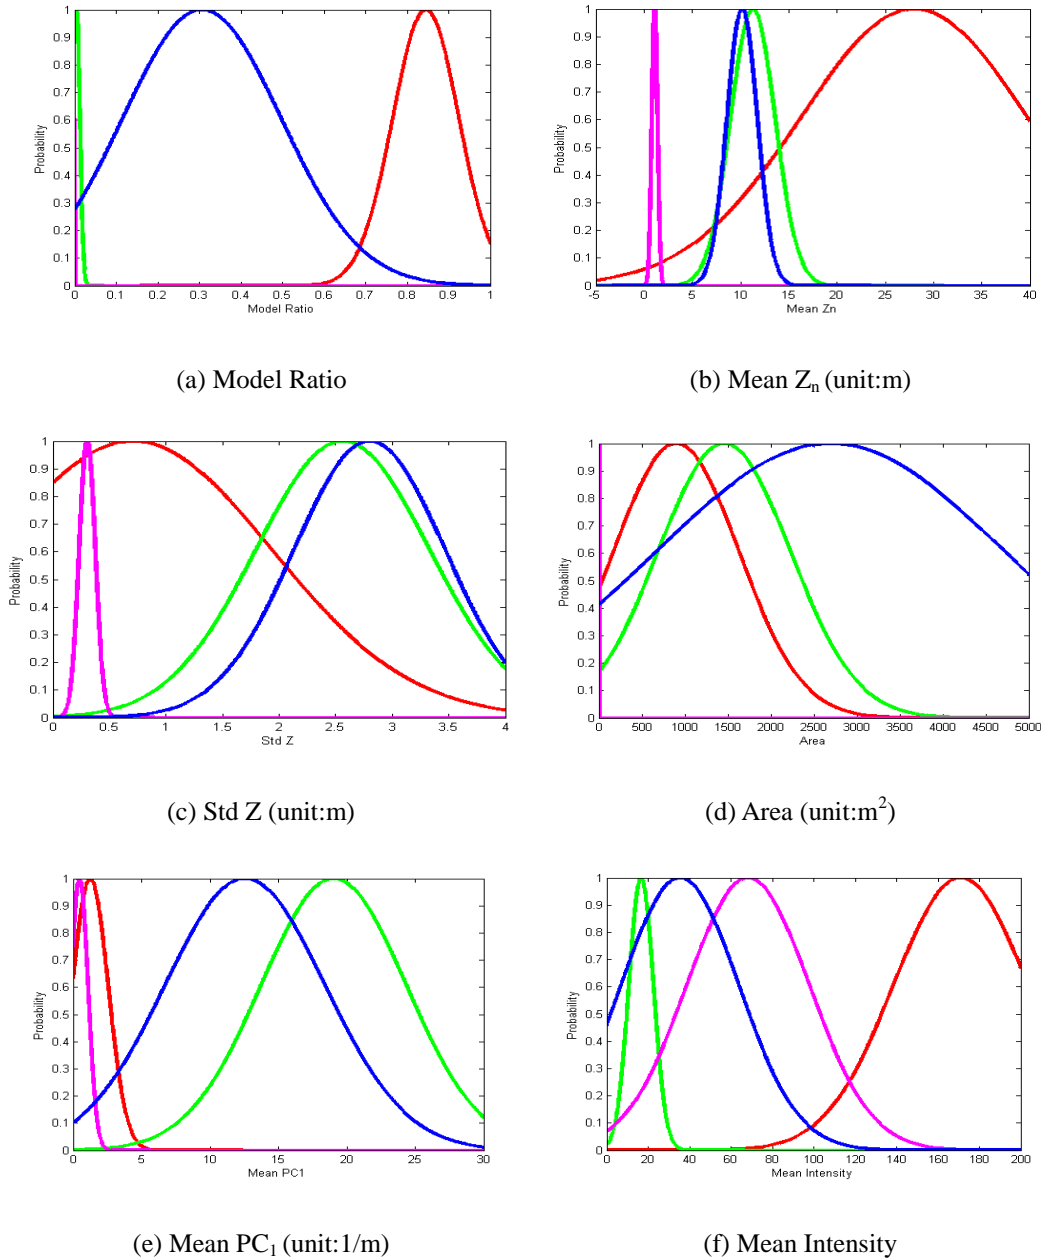 1
0.9
0.8
0.7
0.6
0.5
0.4
0.3
0.2
0.1
0
Probability
0 0.1 0.2 0.3 0.4 0.5 0.6 0.7 0.8 0.9 1
Model Ratio
(a) Model Ratio
1
0.9
0.8
0.7
0.6
0.5
0.4
0.3
0.2
0.1
0
Probability
-5 0 5 10 15 20 25 30 35 40
Mean Zn
(b) Mean Zn (unit:m)
1
0.9
0.8
0.7
0.6
0.5
0.4
0.3
0.2
0.1
0
Probability
0 0.5 1 1.5 2 2.5 3 3.5 4
Std Z
(c) Std Z (unit:m)
1
0.9
0.8
0.7
0.6
0.5
0.4
0.3
0.2
0.1
0
Probability
0 500 1000 1500 2000 2500 3000 3500 4000 4500 5000
Area
(d) Area (unit:m²)
1
0.9
0.8
0.7
0.6
0.5
0.4
0.3
0.2
0.1
0
Probability
0 5 10 15 20 25 30
Mean PC1
(e) Mean PC₁ (unit:1/m)
1
0.9
0.8
0.7
0.6
0.5
0.4
0.3
0.2
0.1
0
Probability
0 20 40 60 80 100 120 140 160 180 200
Mean Intensity
(f) Mean Intensity